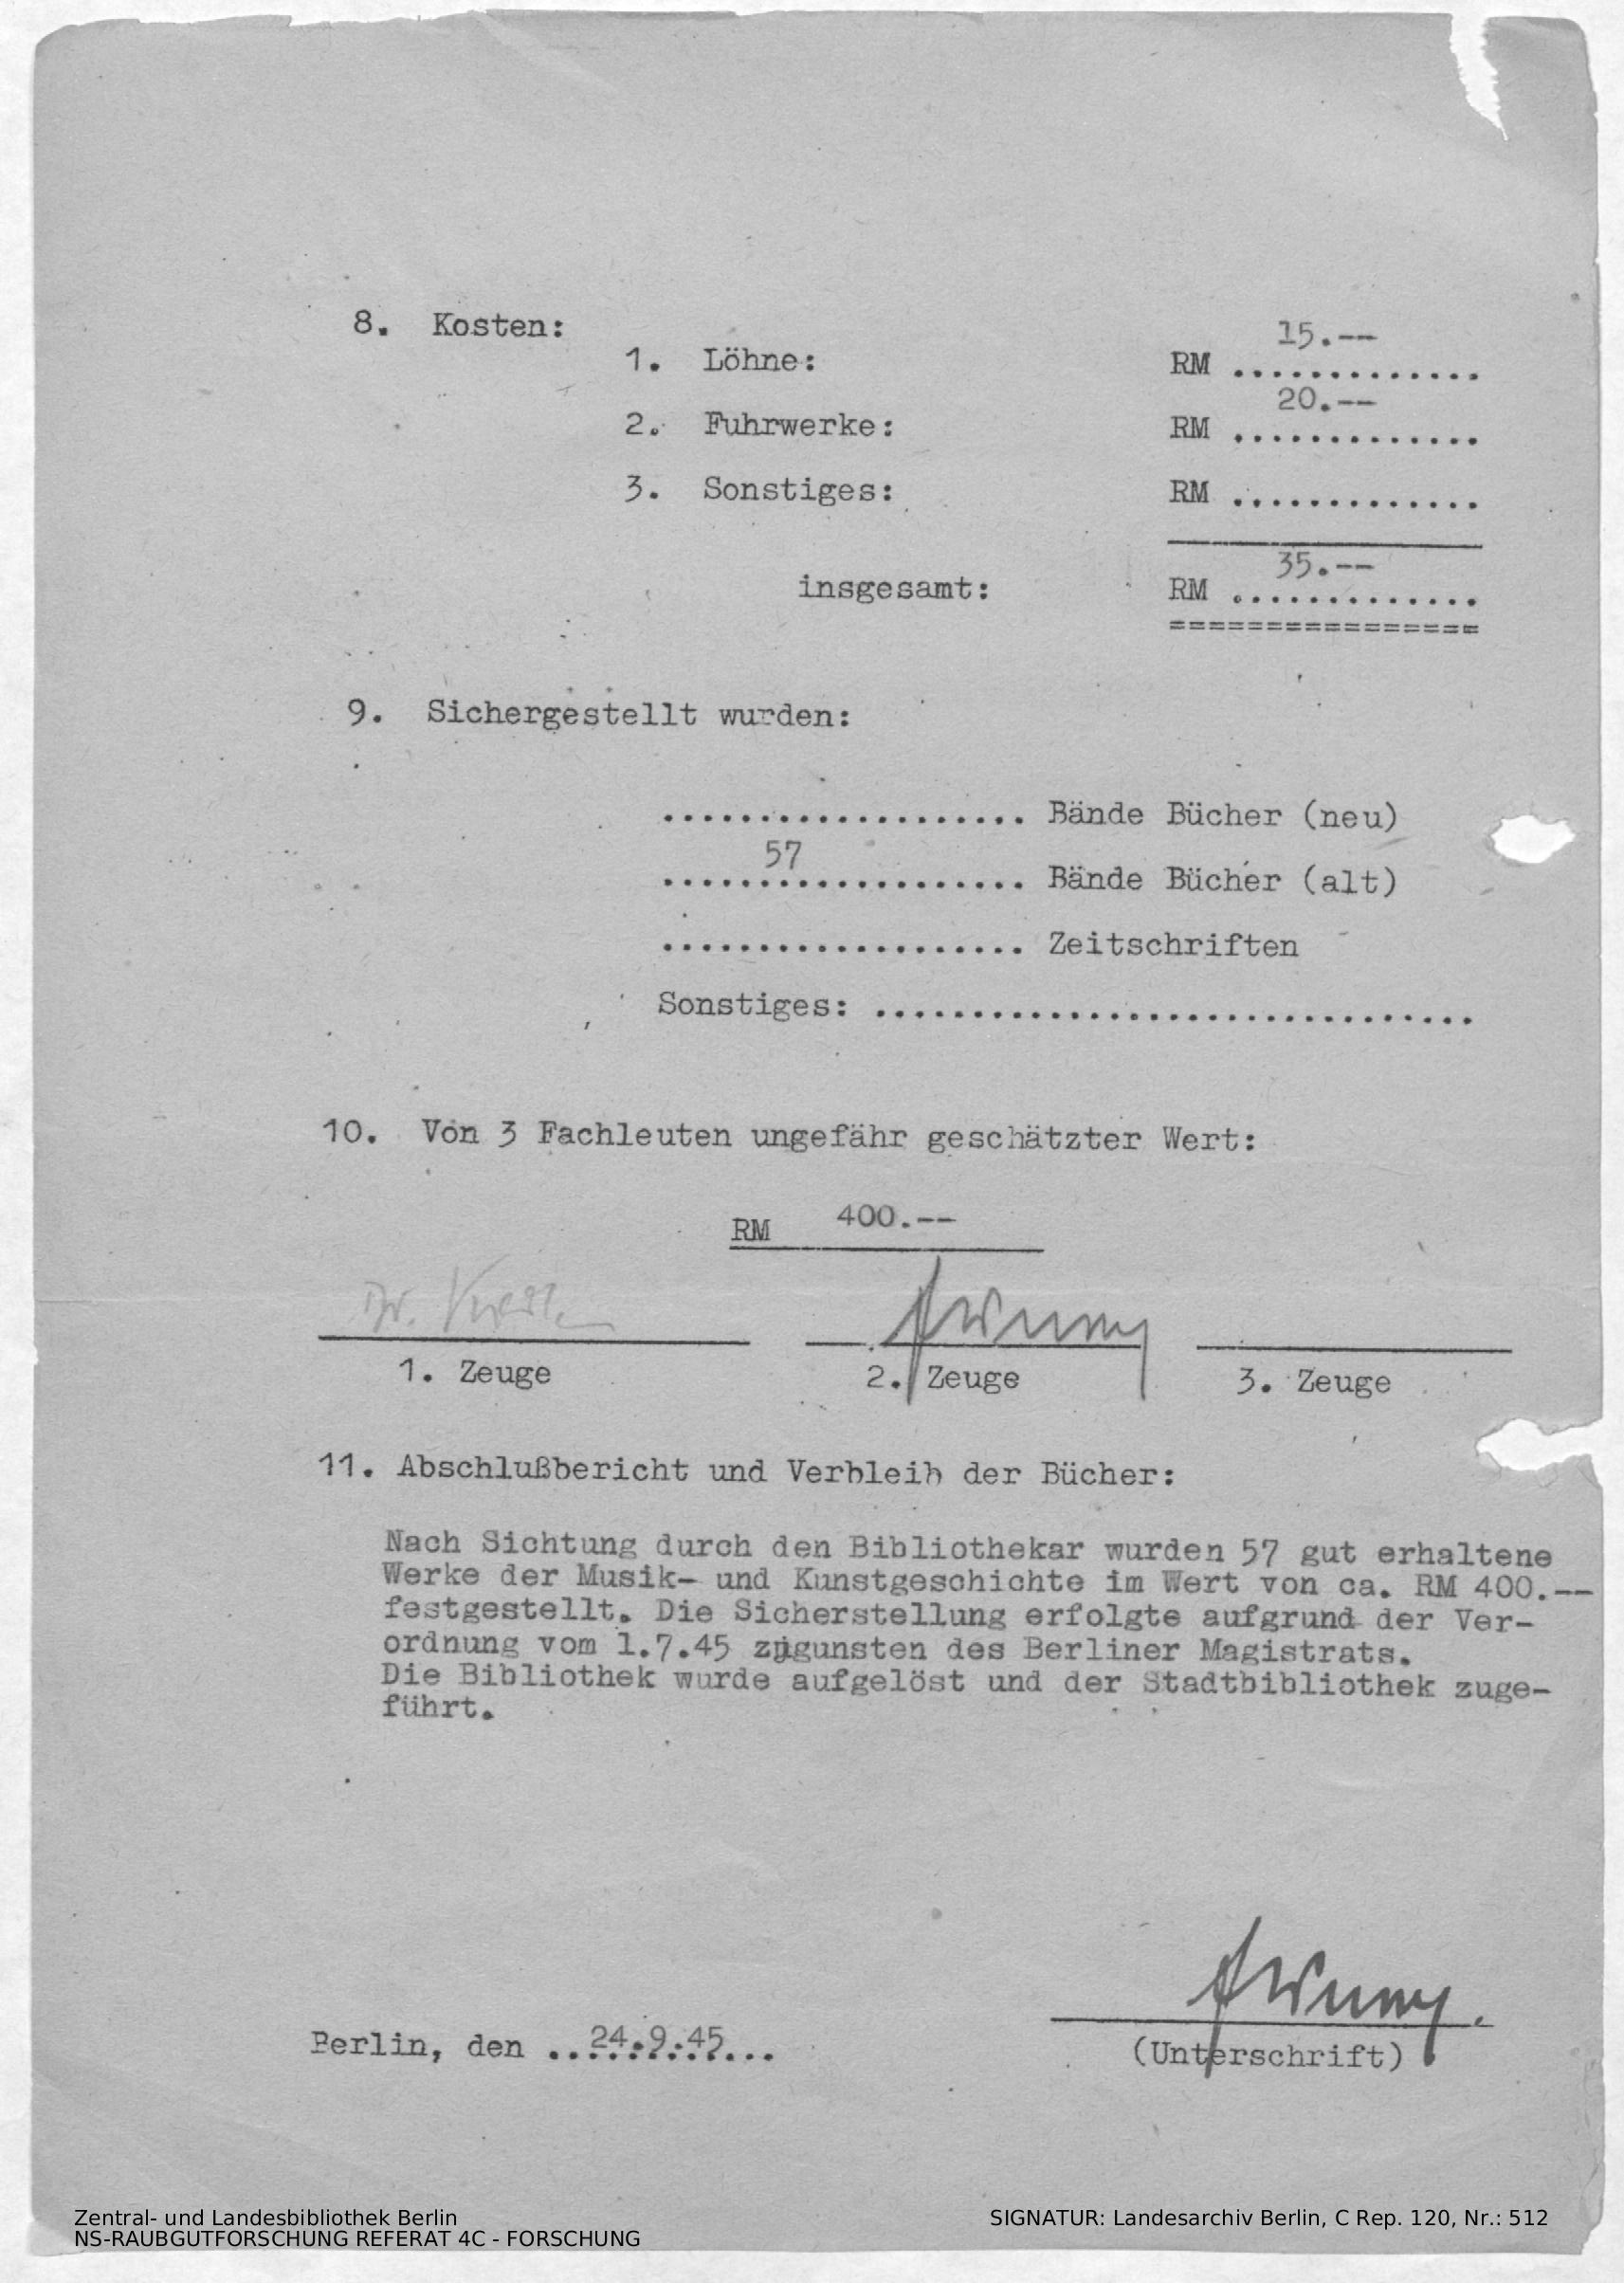 8. Kosten:
15.--
1. Löhne: RM .............
20.--
2. Fuhrwerke: RM .............
3. Sonstiges: RM .............
35.--
insgesamt: RM .............
================
9. Sichergestellt wurden:
................... Bände Bücher (neu)
57
................... Bände Bücher (alt)
................... Zeitschriften
Sonstiges: ...............................
10. Von 3 Fachleuten ungefähr geschätzter Wert:
RM 400.--
Dr.
1. Zeuge 2. Zeuge 3. Zeuge
11. Abschlußbericht und Verbleib der Bücher:
Nach Sichtung durch den Bibliothekar wurden 57 gut erhaltene
Werke der Musik- und Kunstgeschichte im Wert von ca. RM 400.--
festgestellt. Die Sicherstellung erfolgte aufgrund der Ver-
ordnung vom 1.7.45 zugunsten des Berliner Magistrats.
Die Bibliothek wurde aufgelöst und der Stadtbibliothek zuge-
führt.
Berlin, den ..24.9.45...
(Unterschrift)
Zentral- und Landesbibliothek Berlin
NS-RAUBGUTFORSCHUNG REFERAT 4C - FORSCHUNG
SIGNATUR: Landesarchiv Berlin, C Rep. 120, Nr.: 512